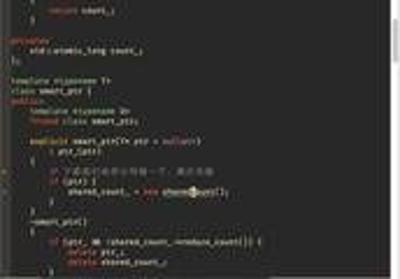 return count_;
}
private:
std::atomic_long count_;
};
template <typename T>
class smart_ptr {
public:
template <typename U>
friend class smart_ptr;
explicit smart_ptr(T* ptr = nullptr)
: ptr_(ptr)
{
//
if (ptr) {
shared_count_ = new shared_count();
}
}
~smart_ptr()
{
if (ptr_ && !shared_count_->reduce_count()) {
delete ptr_;
delete shared_count_;
}